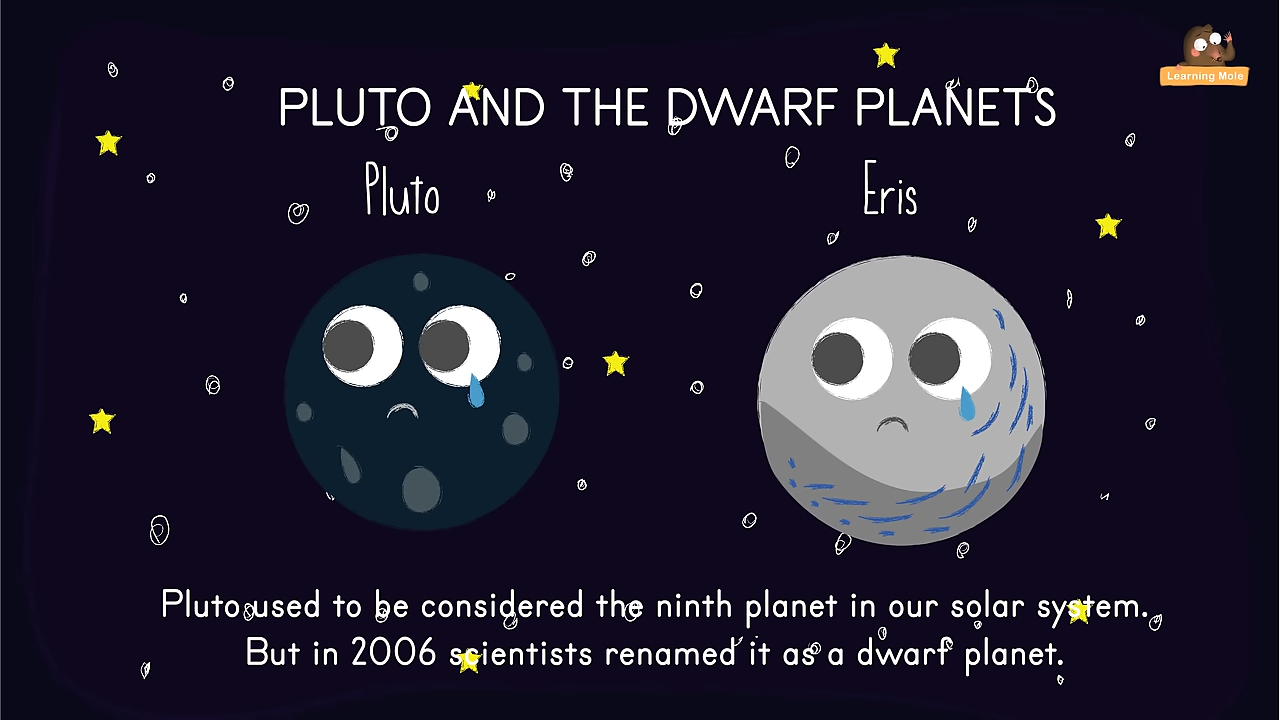 Learning Mole
PLUTO AND THE DWARF PLANETS
Pluto
Eris
Pluto used to be considered the ninth planet in our solar system.
But in 2006 scientists renamed it as a dwarf planet.